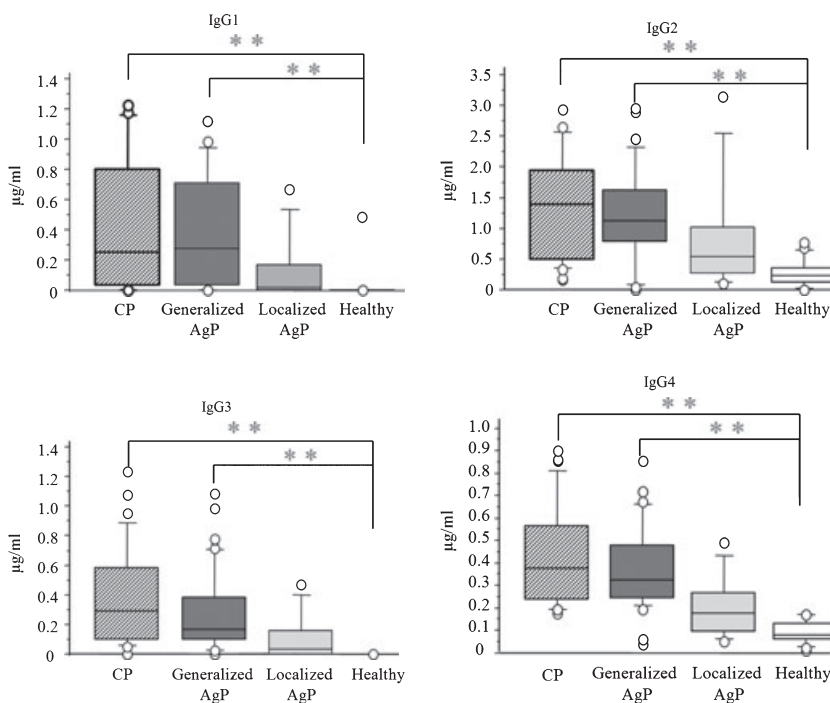 IgG1
**
**
1.4
1.2
1.0
0.8
0.6
0.4
0.2
0
µg/ml
CP
Generalized
AgP
Localized
AgP
Healthy
IgG2
**
**
3.5
3.0
2.5
2.0
1.5
1.0
0.5
0
µg/ml
CP
Generalized
AgP
Localized
AgP
Healthy
IgG3
**
**
1.4
1.2
1.0
0.8
0.6
0.4
0.2
0
µg/ml
CP
Generalized
AgP
Localized
AgP
Healthy
IgG4
**
**
1.0
0.9
0.8
0.7
0.6
0.5
0.4
0.3
0.2
0.1
0
µg/ml
CP
Generalized
AgP
Localized
AgP
Healthy